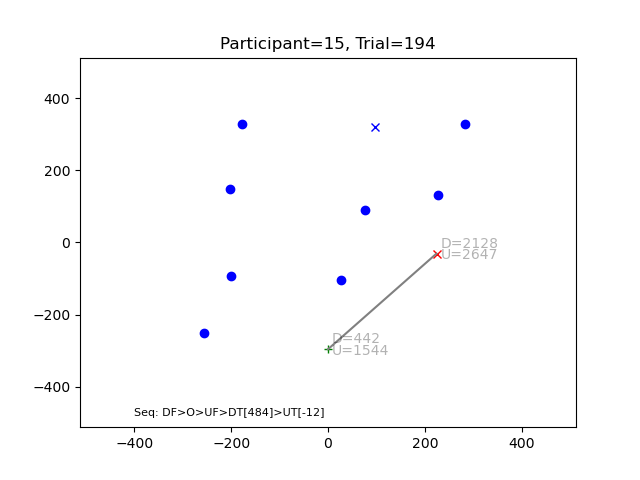 Participant=15, Trial=194
400
200
0
−200
−400
D=2128
U=2647
D=442
U=1544
Seq: DF>O>UF>DT[484]>UT[-12]
−400
−200
0
200
400